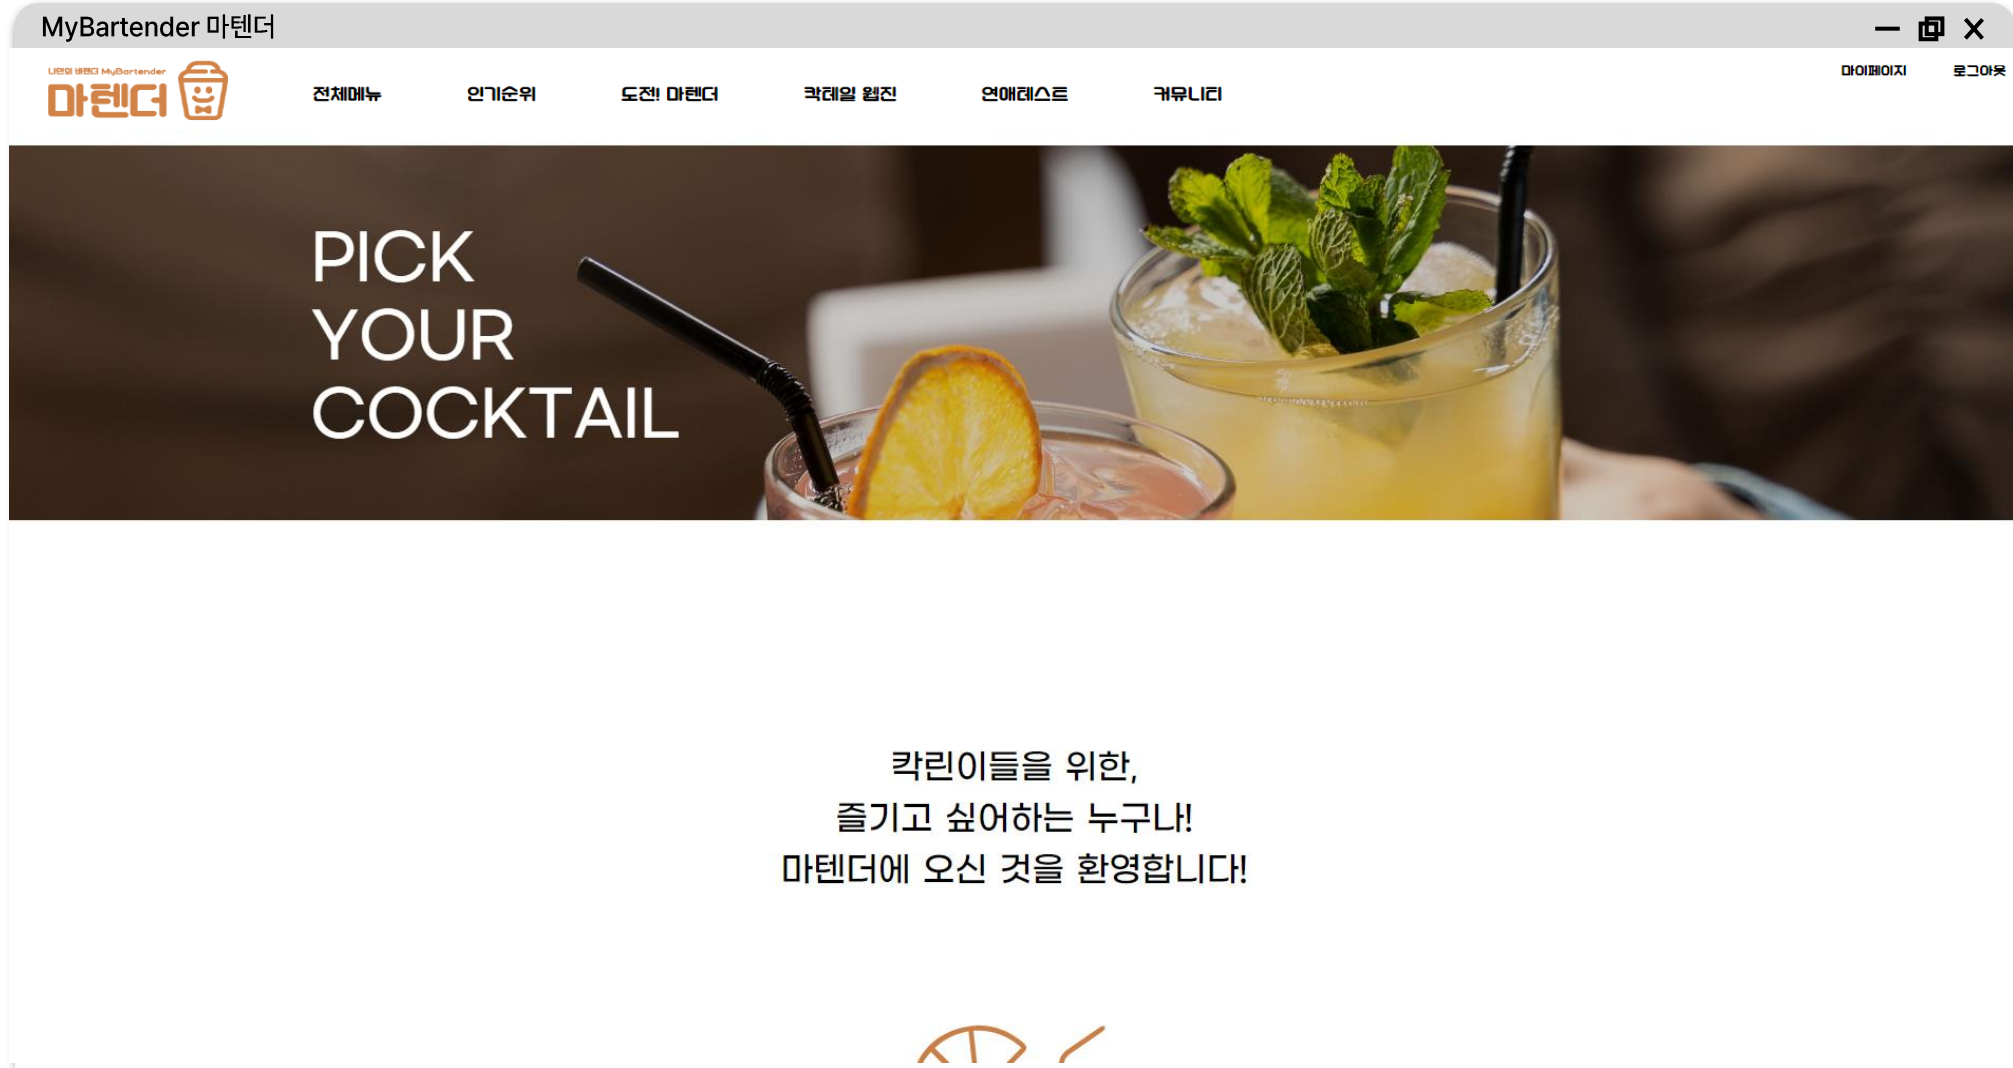 MyBartender 마텐더
나만의 바텐더 MyBartender
마텐더
전체메뉴 인기순위 도전! 마텐더 칵테일 웹진 연애테스트 커뮤니티
마이페이지 로그아웃
PICK
YOUR
COCKTAIL
칵린이들을 위한,
즐기고 싶어하는 누구나!
마텐더에 오신 것을 환영합니다!